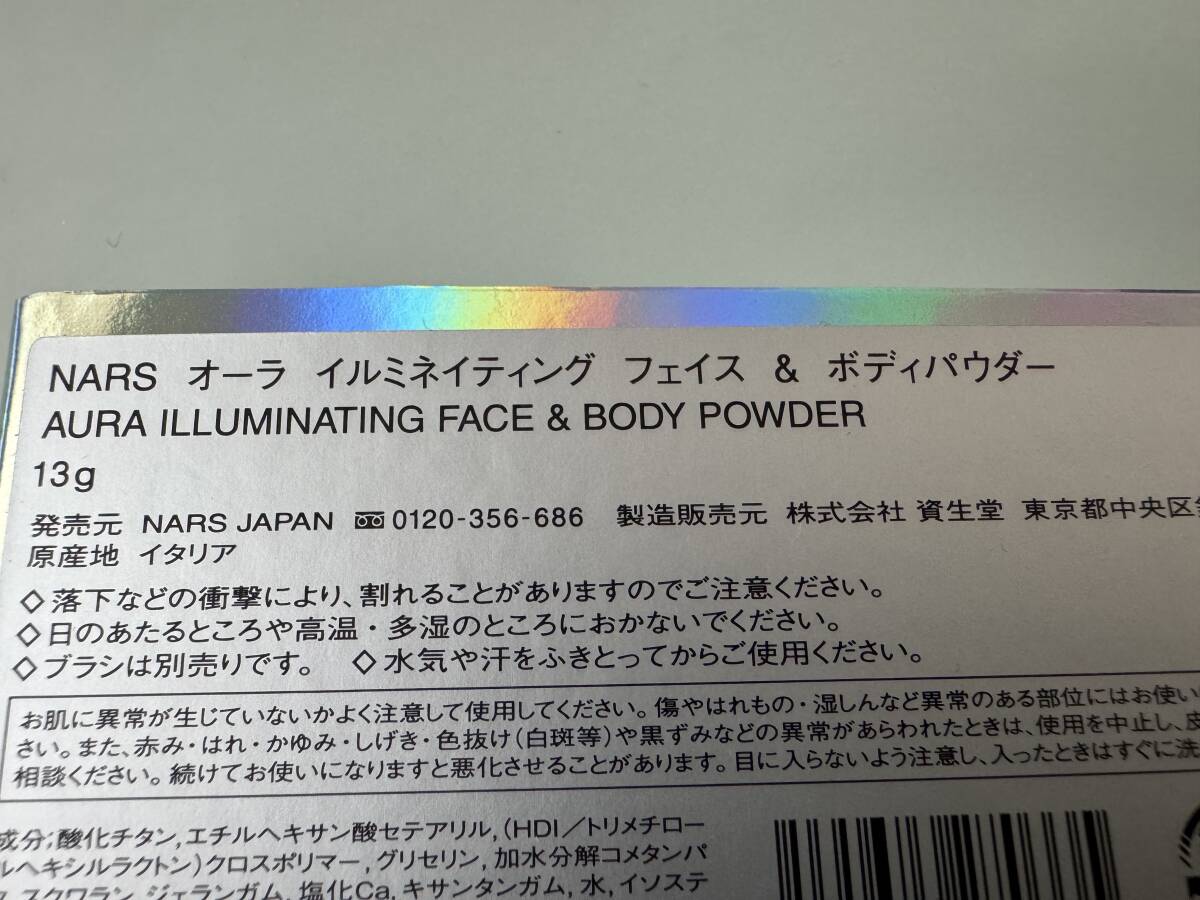 NARS オーラ イルミネイティング フェイス & ボディパウダー
AURA ILLUMINATING FACE & BODY POWDER
13g
発売元 NARS JAPAN 0120-356-686 製造販売元 株式会社 資生堂 東京都中央区
原産地 イタリア
◇落下などの衝撃により、割れることがありますのでご注意ください。
◇日のあたるところや高温・多湿のところにおかないでください。
◇ブラシは別売りです。 ◇水気や汗をふきとってからご使用ください。
お肌に異常が生じていないかよく注意して使用してください。傷やはれもの・湿しんなど異常のある部位にはお使い
さい。また、赤み・はれ・かゆみ・しげき・色抜け(白斑等)や黒ずみなどの異常があらわれたときは、使用を中止し、
相談ください。続けてお使いになりますと悪化させることがあります。目に入らないよう注意し、入ったときはすぐに洗
成分;酸化チタン,エチルヘキサン酸セテアリル,(HDI/トリメチロー
ルヘキシルラクトン)クロスポリマー,グリセリン,加水分解コメタンパ
スクワラン,ジェランガム,塩化Ca,キサンタンガム,水,イソステ